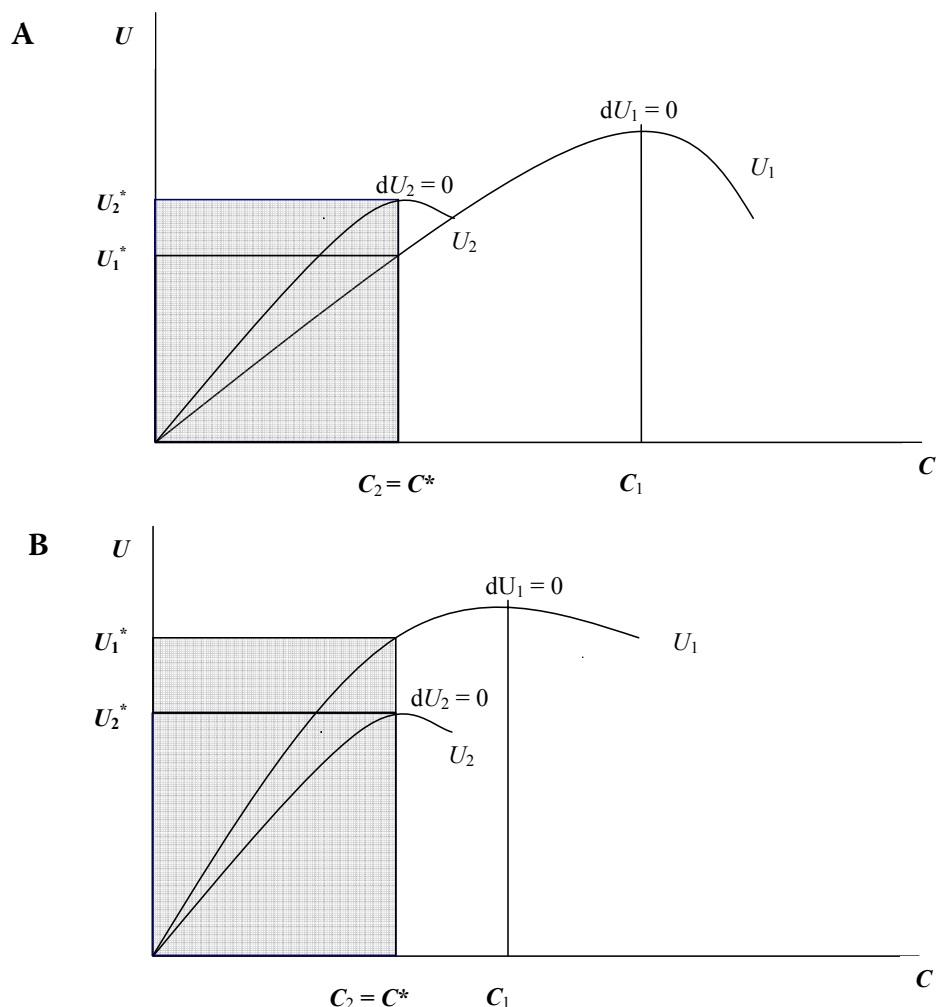 A
U
dU₁ = 0
U₁
dU₂ = 0
U₂*
U₂
U₁*
C
C₂ = C*
C₁
B
U
dU₁ = 0
U₁*
U₁
dU₂ = 0
U₂*
U₂
C
C₂ = C*
C₁